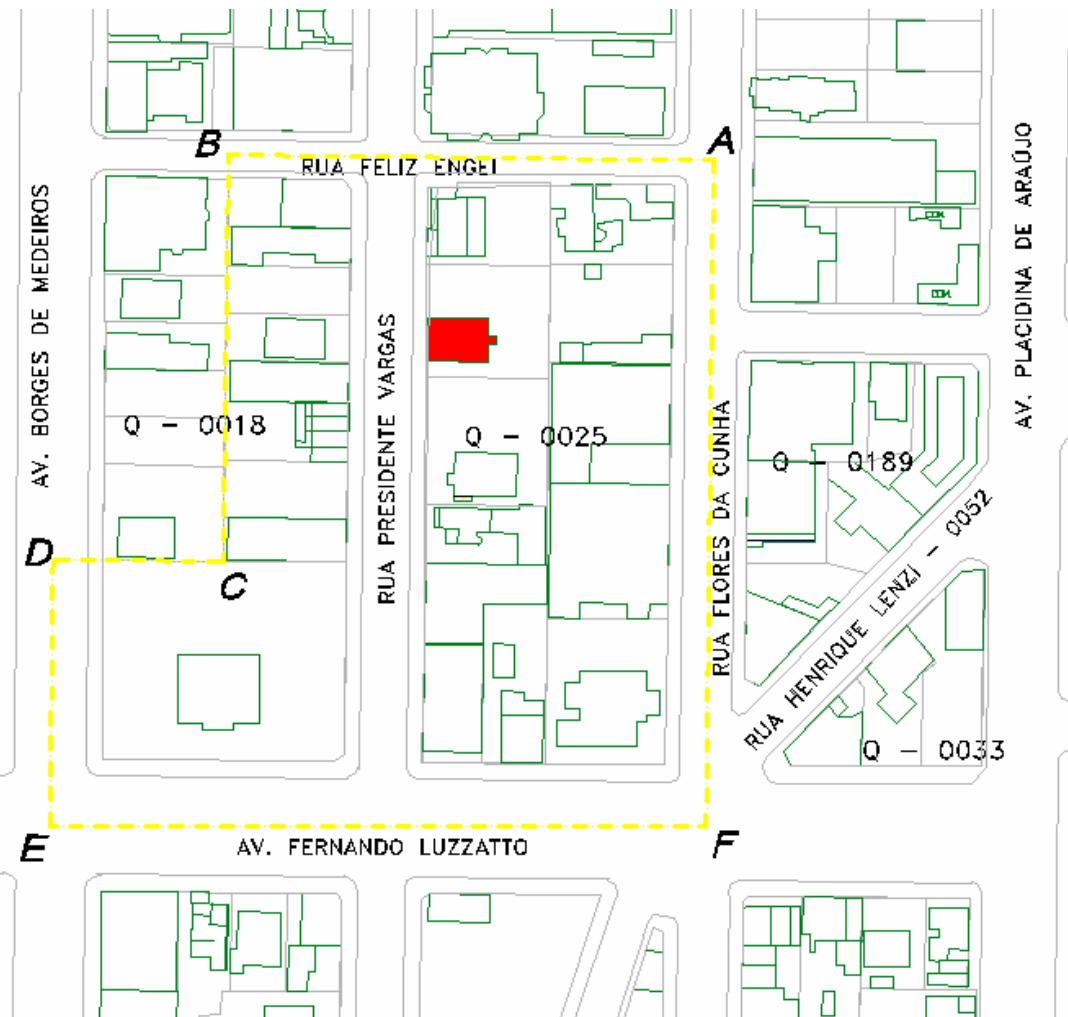 B
A
RUA FELIZ ENGEL
AV. BORGES DE MEDEIROS
AV. PLACIDINA DE ARAÚJO
RUA PRESIDENTE VARGAS
Q - 0018
Q - 0025
RUA FLORES DA CUNHA
Q - 0189
D
C
RUA HENRIQUE LENZI - 0052
Q - 0033
E
AV. FERNANDO LUZZATTO
F